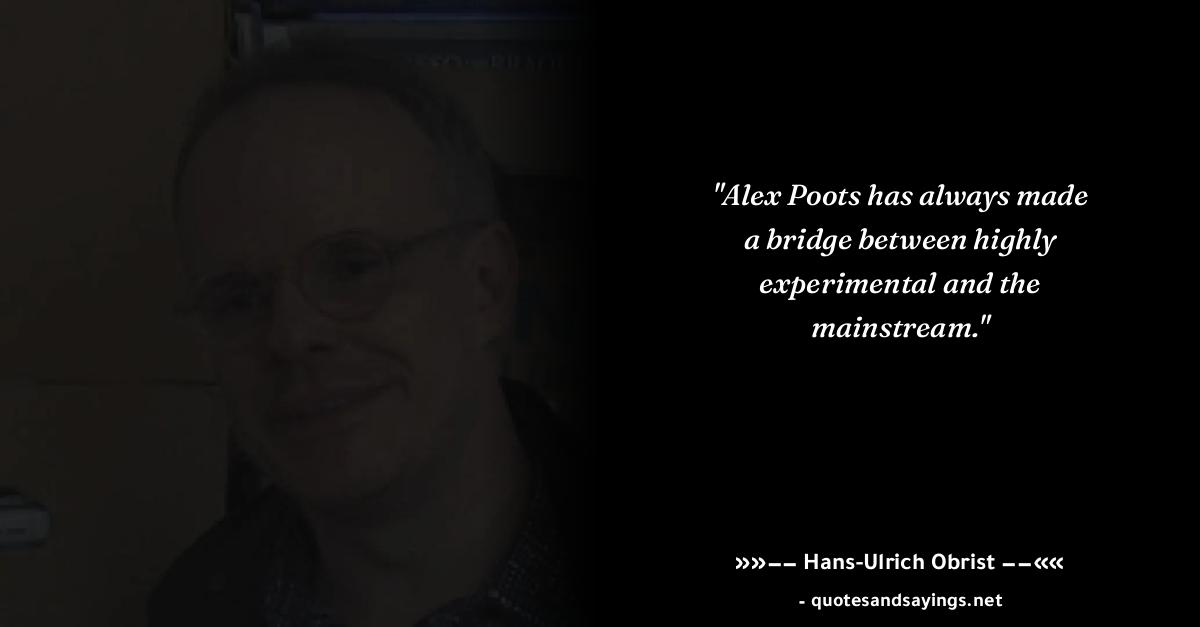 "Alex Poots has always made
a bridge between highly
experimental and the
mainstream."
»»−− Hans-Ulrich Obrist −−««
- quotesandsayings.net